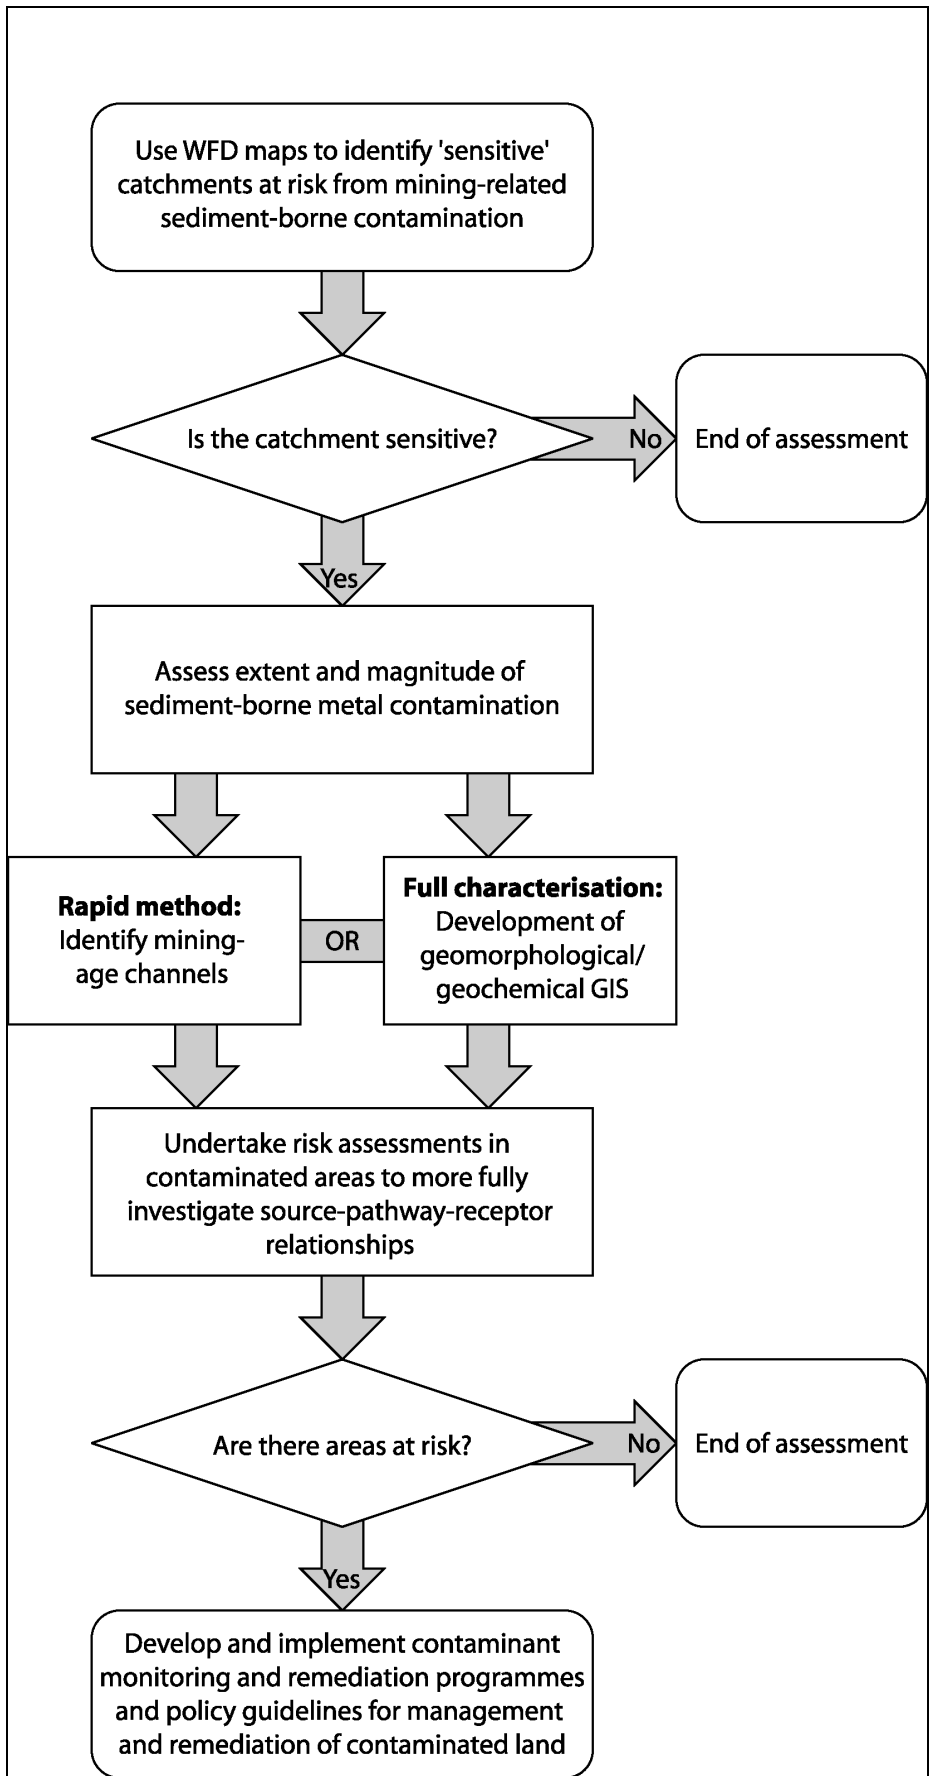 Use WFD maps to identify 'sensitive'
catchments at risk from mining-related
sediment-borne contamination
Is the catchment sensitive?
No
End of assessment
Yes
Assess extent and magnitude of
sediment-borne metal contamination
Rapid method:
Identify mining-
age channels
OR
Full characterisation:
Development of
geomorphological/
geochemical GIS
Undertake risk assessments in
contaminated areas to more fully
investigate source-pathway-receptor
relationships
Are there areas at risk?
No
End of assessment
Yes
Develop and implement contaminant
monitoring and remediation programmes
and policy guidelines for management
and remediation of contaminated land